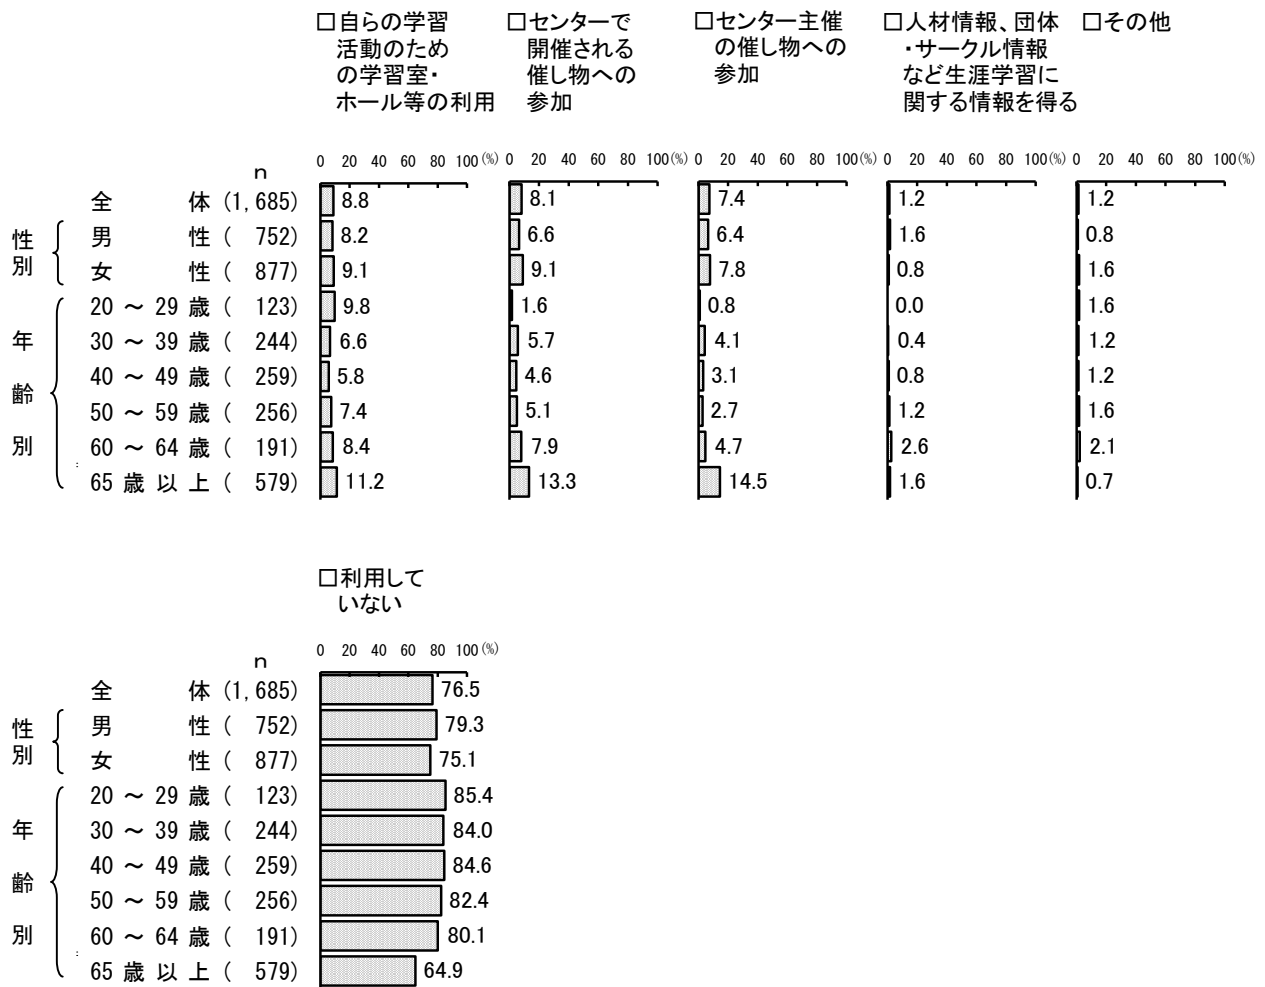 □自らの学習 □センターで □センター主催 □人材情報、団体 □その他
活動のため 開催される の催し物への ・サークル情報
の学習室・ 催し物への 参加 など生涯学習に
ホール等の利用 参加 関する情報を得る
0 20 40 60 80 100(%) 0 20 40 60 80 100(%) 0 20 40 60 80 100(%) 0 20 40 60 80 100(%) 0 20 40 60 80 100(%)
n
全体 (1,685) 8.8 8.1 7.4 1.2 1.2
性別
男性 ( 752) 8.2 6.6 6.4 1.6 0.8
女性 ( 877) 9.1 9.1 7.8 0.8 1.6
年齢別
20 ～ 29 歳 ( 123) 9.8 1.6 0.8 0.0 1.6
30 ～ 39 歳 ( 244) 6.6 5.7 4.1 0.4 1.2
40 ～ 49 歳 ( 259) 5.8 4.6 3.1 0.8 1.2
50 ～ 59 歳 ( 256) 7.4 5.1 2.7 1.2 1.6
60 ～ 64 歳 ( 191) 8.4 7.9 4.7 2.6 2.1
65 歳以上 ( 579) 11.2 13.3 14.5 1.6 0.7
□利用して
いない
0 20 40 60 80 100(%)
n
全体 (1,685) 76.5
性別
男性 ( 752) 79.3
女性 ( 877) 75.1
年齢別
20 ～ 29 歳 ( 123) 85.4
30 ～ 39 歳 ( 244) 84.0
40 ～ 49 歳 ( 259) 84.6
50 ～ 59 歳 ( 256) 82.4
60 ～ 64 歳 ( 191) 80.1
65 歳以上 ( 579) 64.9